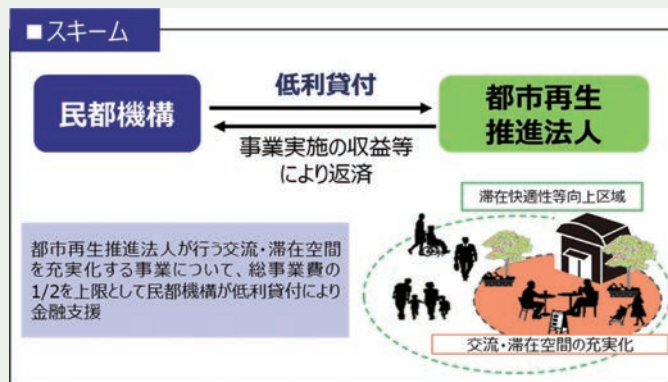 ■スキーム
民都機構
低利貸付
事業実施の収益等
により返済
都市再生
推進法人
滞在快適性等向上区域
都市再生推進法人が行う交流・滞在空間
を充実化する事業について、総事業費の
1/2を上限として民都機構が低利貸付により
金融支援
交流・滞在空間の充実化